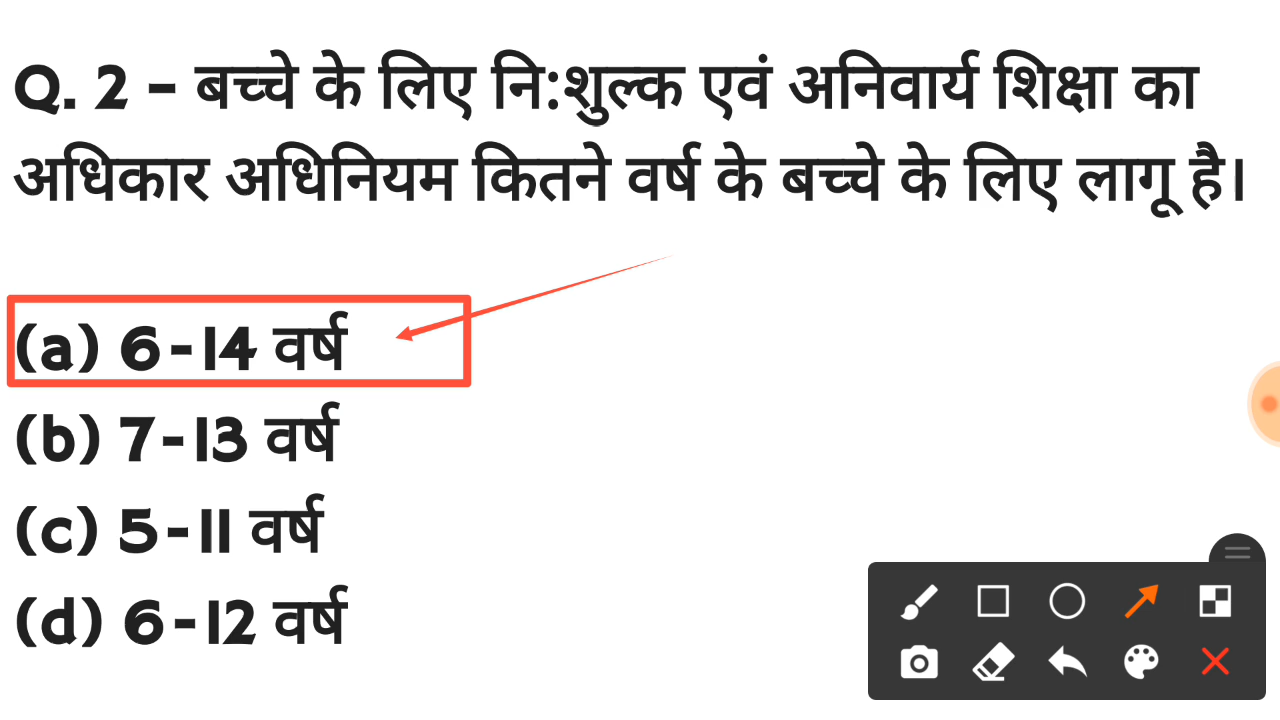 Q. 2 - बच्चे के लिए नि:शुल्क एवं अनिवार्य शिक्षा का
अधिकार अधिनियम कितने वर्ष के बच्चे के लिए लागू है।
(a) 6-14 वर्ष
(b) 7-13 वर्ष
(c) 5-11 वर्ष
(d) 6-12 वर्ष